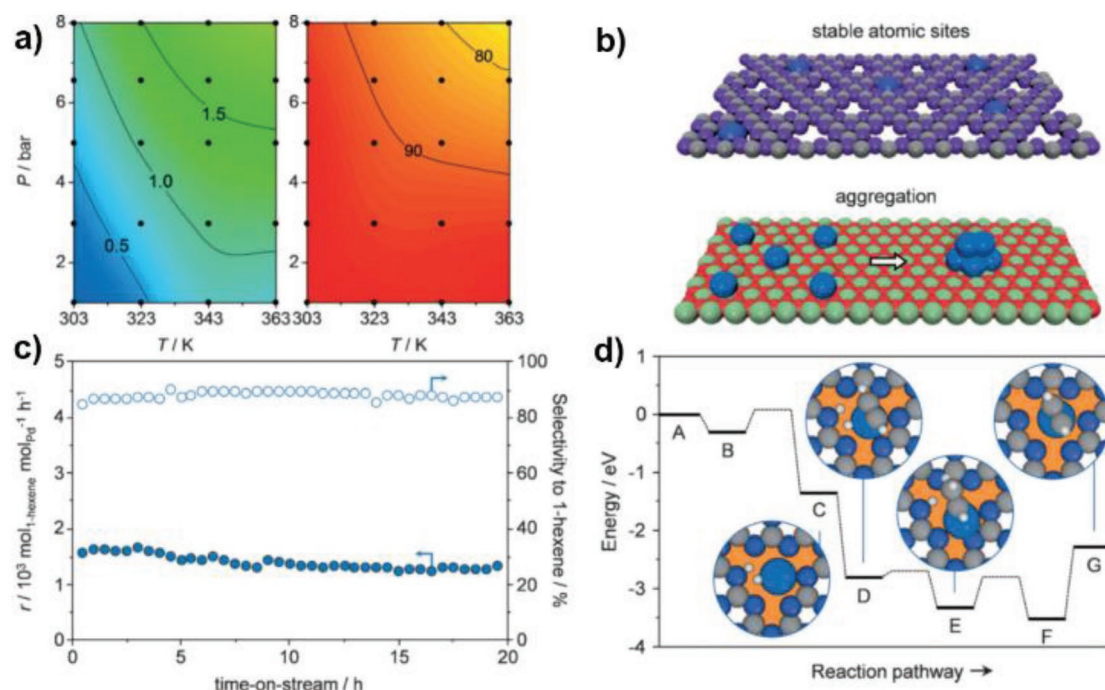 a)
8
6
4
2
P / bar
0.5
1.0
1.5
303 323 343 363
T / K
80
90
303 323 343 363
T / K
b)
stable atomic sites
aggregation
c)
5
4
3
2
1
0
r / 10³ mol1-hexene molPd⁻¹ h⁻¹
100
80
60
40
20
0
Selectivity to 1-hexene / %
0 5 10 15 20
time-on-stream / h
d)
1
0
-1
-2
-3
-4
Energy / eV
A
B
C
D
E
F
G
Reaction pathway →